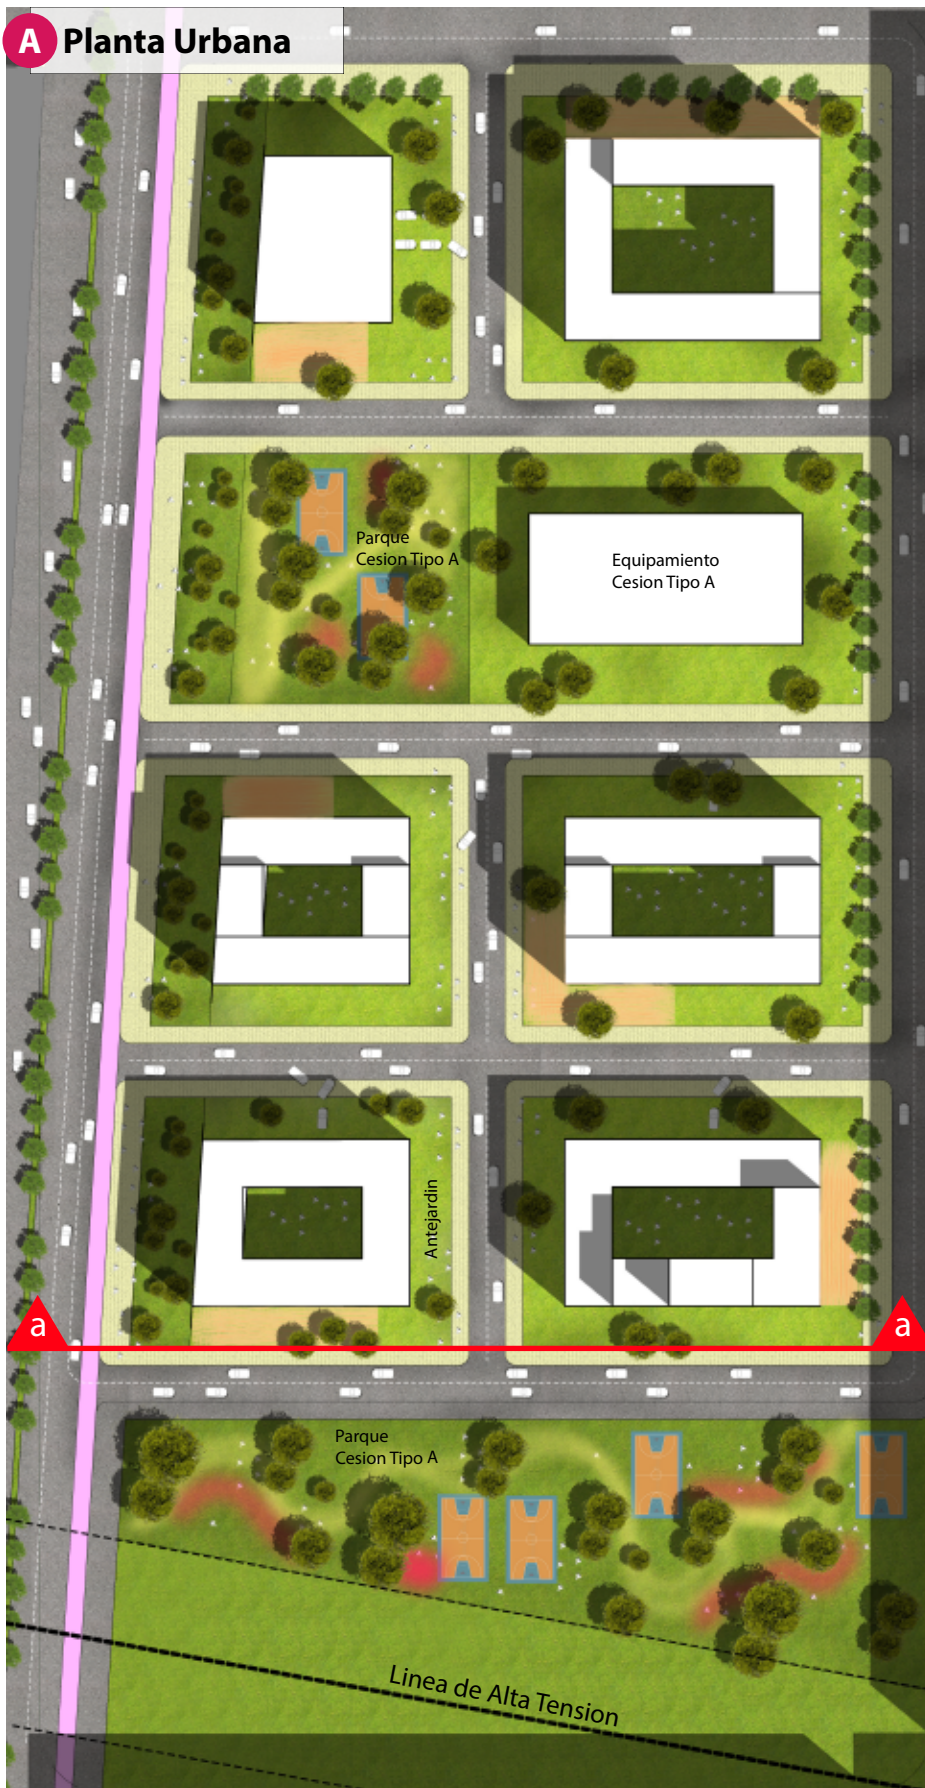 A Planta Urbana
Parque
Cesion Tipo A
Equipamiento
Cesion Tipo A
Antejardin
a
a
Parque
Cesion Tipo A
Linea de Alta Tension